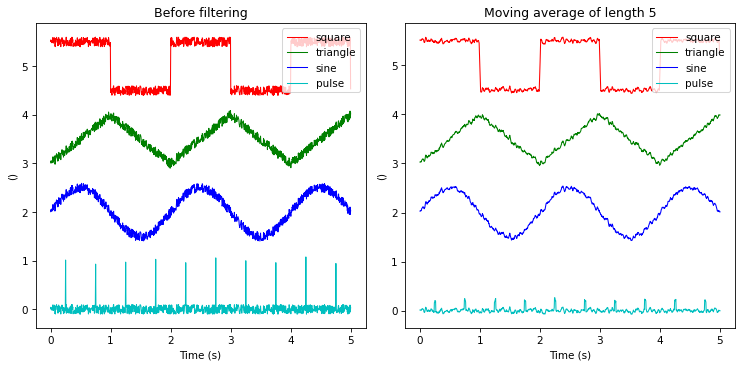 Before filtering
square
triangle
sine
pulse
5
4
3
2
1
0
()
0 1 2 3 4 5
Time (s)
Moving average of length 5
square
triangle
sine
pulse
5
4
3
2
1
0
()
0 1 2 3 4 5
Time (s)